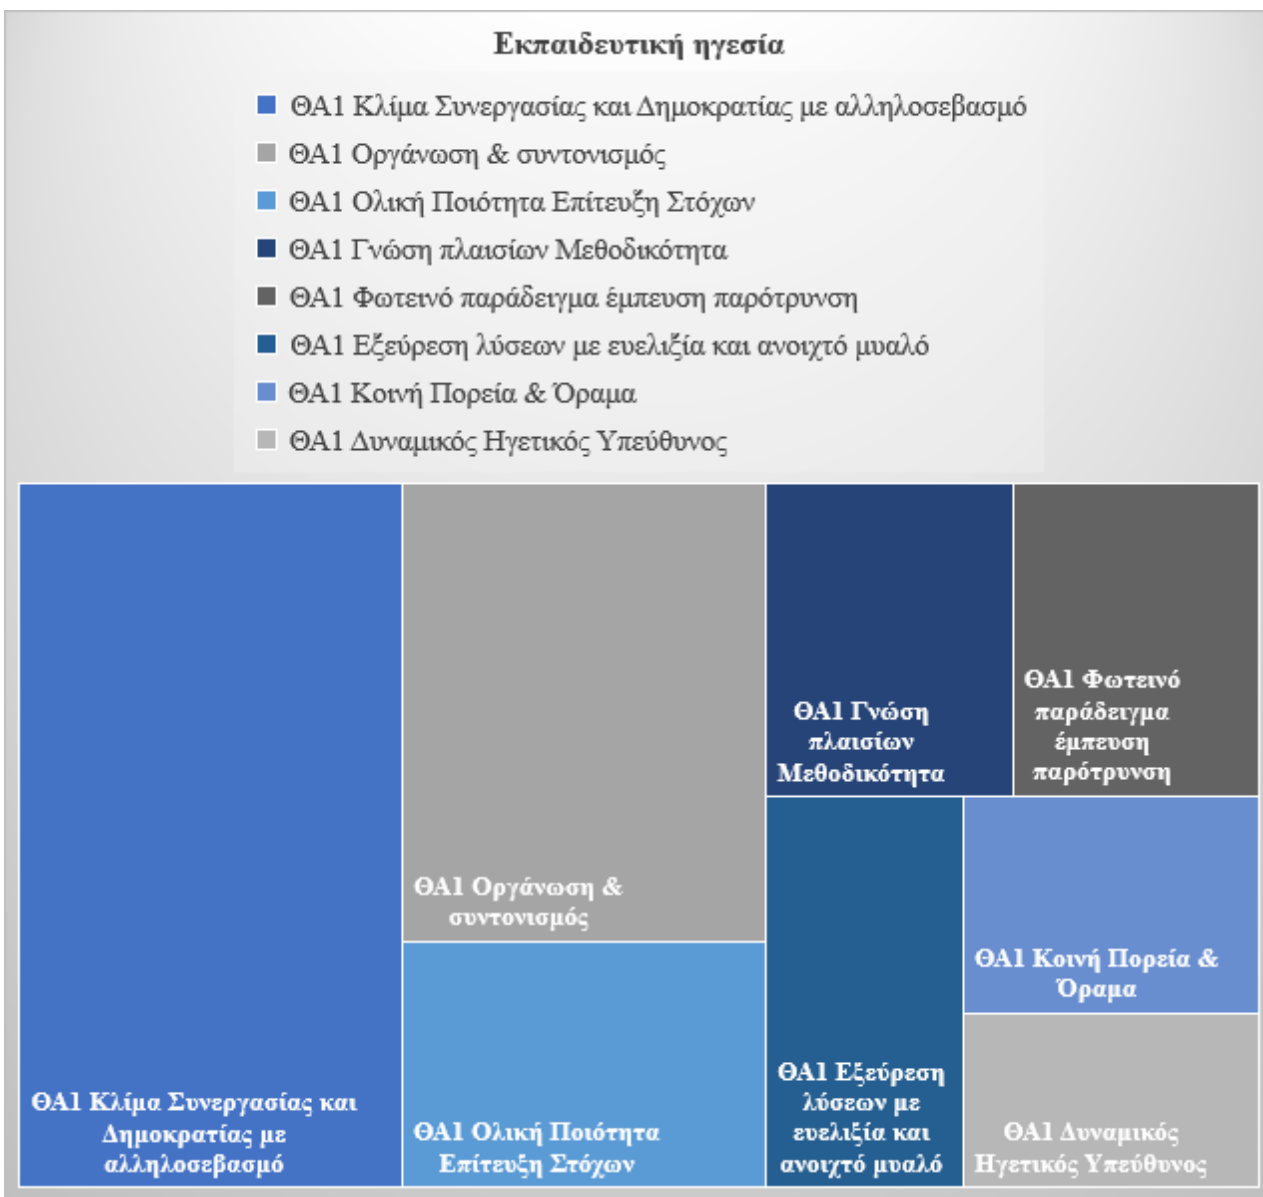 Εκπαιδευτική ηγεσία
ΘΑ1 Κλίμα Συνεργασίας και Δημοκρατίας με αλληλοσεβασμό
ΘΑ1 Οργάνωση & συντονισμός
ΘΑ1 Ολική Ποιότητα Επίτευξη Στόχων
ΘΑ1 Γνώση πλαισίων Μεθοδικότητα
ΘΑ1 Φωτεινό παράδειγμα έμπευση παρότρυνση
ΘΑ1 Εξεύρεση λύσεων με ευελιξία και ανοιχτό μυαλό
ΘΑ1 Κοινή Πορεία & Όραμα
ΘΑ1 Δυναμικός Ηγετικός Υπεύθυνος
ΘΑ1 Κλίμα Συνεργασίας και
Δημοκρατίας με
αλληλοσεβασμό
ΘΑ1 Οργάνωση &
συντονισμός
ΘΑ1 Ολική Ποιότητα
Επίτευξη Στόχων
ΘΑ1 Γνώση
πλαισίων
Μεθοδικότητα
ΘΑ1 Φωτεινό
παράδειγμα
έμπευση
παρότρυνση
ΘΑ1 Εξεύρεση
λύσεων με
ευελιξία και
ανοιχτό μυαλό
ΘΑ1 Κοινή Πορεία &
Όραμα
ΘΑ1 Δυναμικός
Ηγετικός Υπεύθυνος